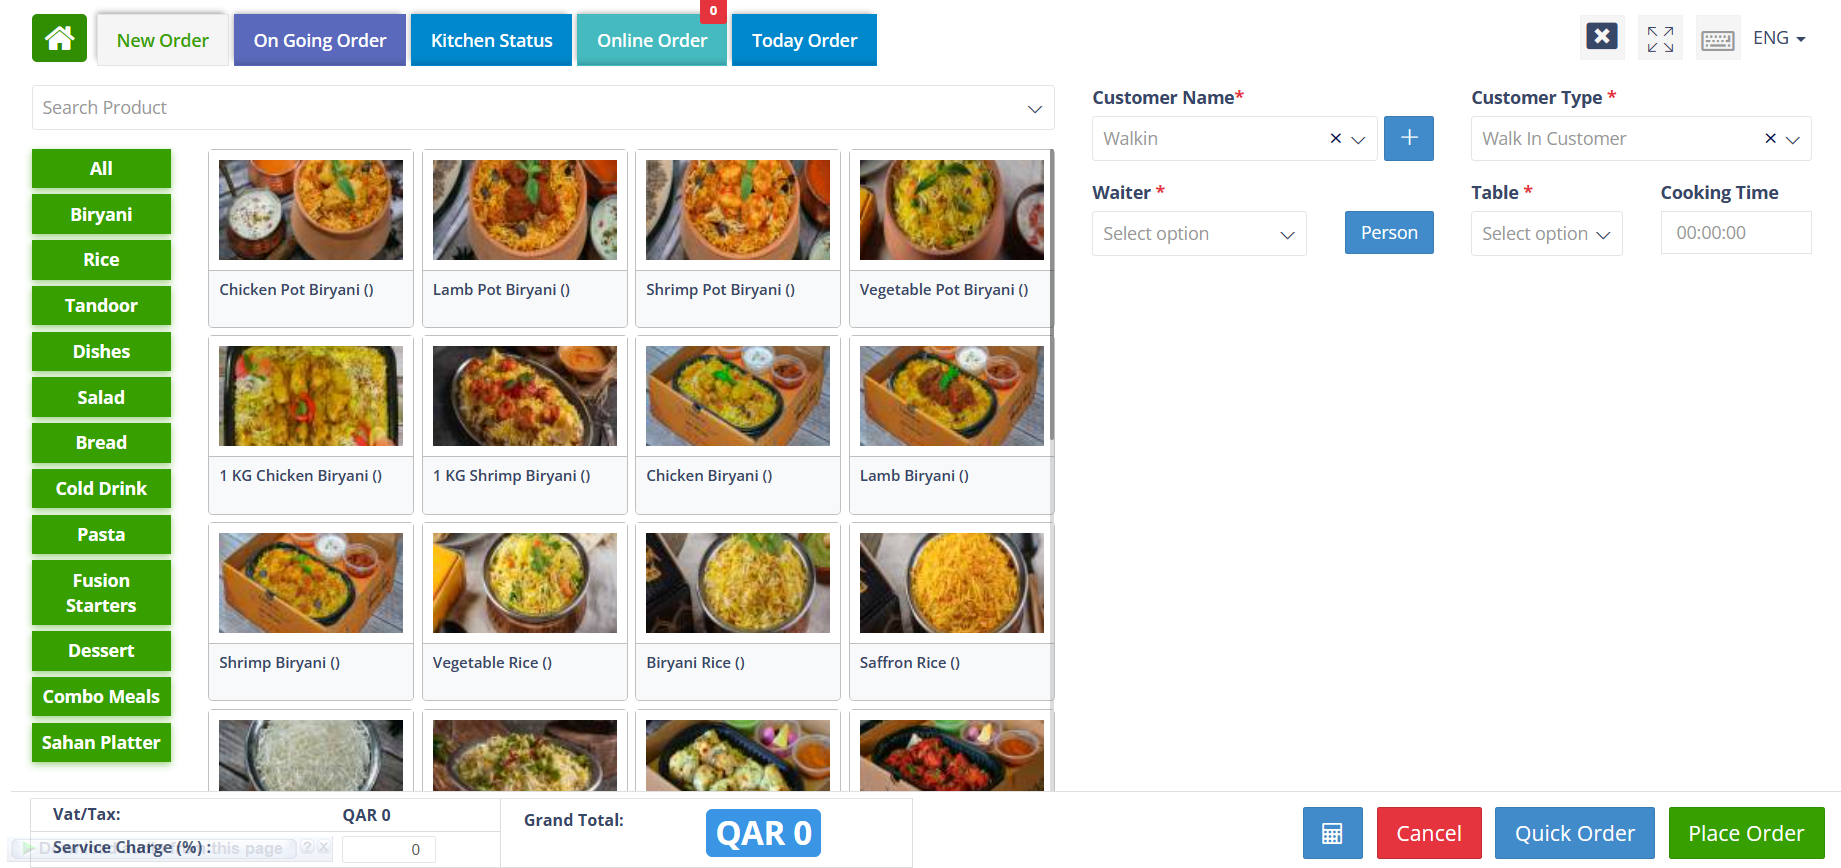 New Order
On Going Order
Kitchen Status
Online Order
0
Today Order
ENG
Search Product
Customer Name*
Customer Type *
Walkin
Walk In Customer
Waiter *
Table *
Cooking Time
Select option
Person
Select option
00:00:00
All
Biryani
Rice
Tandoor
Dishes
Salad
Bread
Cold Drink
Pasta
Fusion
Starters
Dessert
Combo Meals
Sahan Platter
Chicken Pot Biryani ()
Lamb Pot Biryani ()
Shrimp Pot Biryani ()
Vegetable Pot Biryani ()
1 KG Chicken Biryani ()
1 KG Shrimp Biryani ()
Chicken Biryani ()
Lamb Biryani ()
Shrimp Biryani ()
Vegetable Rice ()
Biryani Rice ()
Saffron Rice ()
Vat/Tax:
QAR 0
Service Charge (%) :
this page
0
Grand Total:
QAR 0
Cancel
Quick Order
Place Order